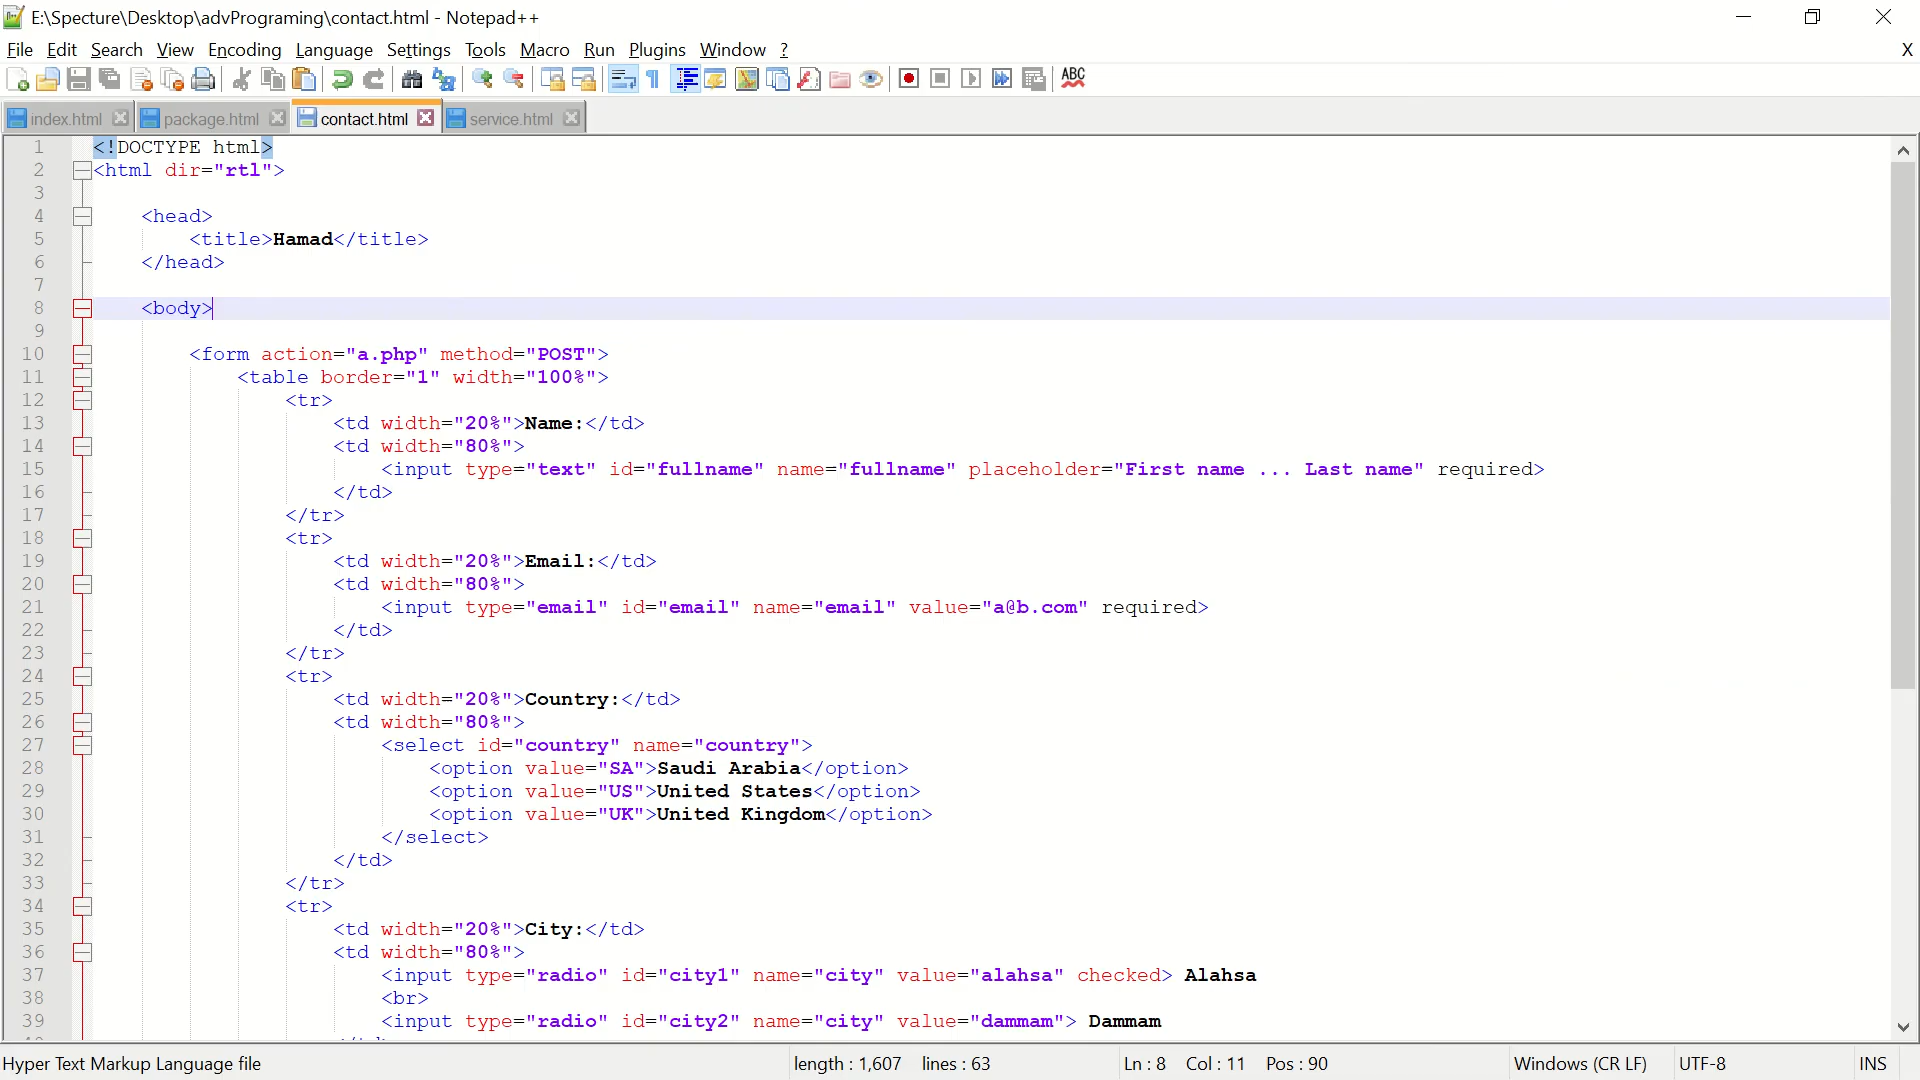 E:\Specture\Desktop\advPrograming\contact.html - Notepad++
File Edit Search View Encoding Language Settings Tools Macro Run Plugins Window ? X
ABC
index.html package.html contact.html service.html
1 <!DOCTYPE html>
2 <html dir="rtl">
3
4 <head>
5 <title>Hamad</title>
6 </head>
7
8 <body>
9
10 <form action="a.php" method="POST">
11 <table border="1" width="100%">
12 <tr>
13 <td width="20%">Name:</td>
14 <td width="80%">
15 <input type="text" id="fullname" name="fullname" placeholder="First name ... Last name" required>
16 </td>
17 </tr>
18 <tr>
19 <td width="20%">Email:</td>
20 <td width="80%">
21 <input type="email" id="email" name="email" value="a@b.com" required>
22 </td>
23 </tr>
24 <tr>
25 <td width="20%">Country:</td>
26 <td width="80%">
27 <select id="country" name="country">
28 <option value="SA">Saudi Arabia</option>
29 <option value="US">United States</option>
30 <option value="UK">United Kingdom</option>
31 </select>
32 </td>
33 </tr>
34 <tr>
35 <td width="20%">City:</td>
36 <td width="80%">
37 <input type="radio" id="city1" name="city" value="alahsa" checked> Alahsa
38 <br>
39 <input type="radio" id="city2" name="city" value="dammam"> Dammam
Hyper Text Markup Language file length : 1,607 lines : 63 Ln : 8 Col : 11 Pos : 90 Windows (CR LF) UTF-8 INS